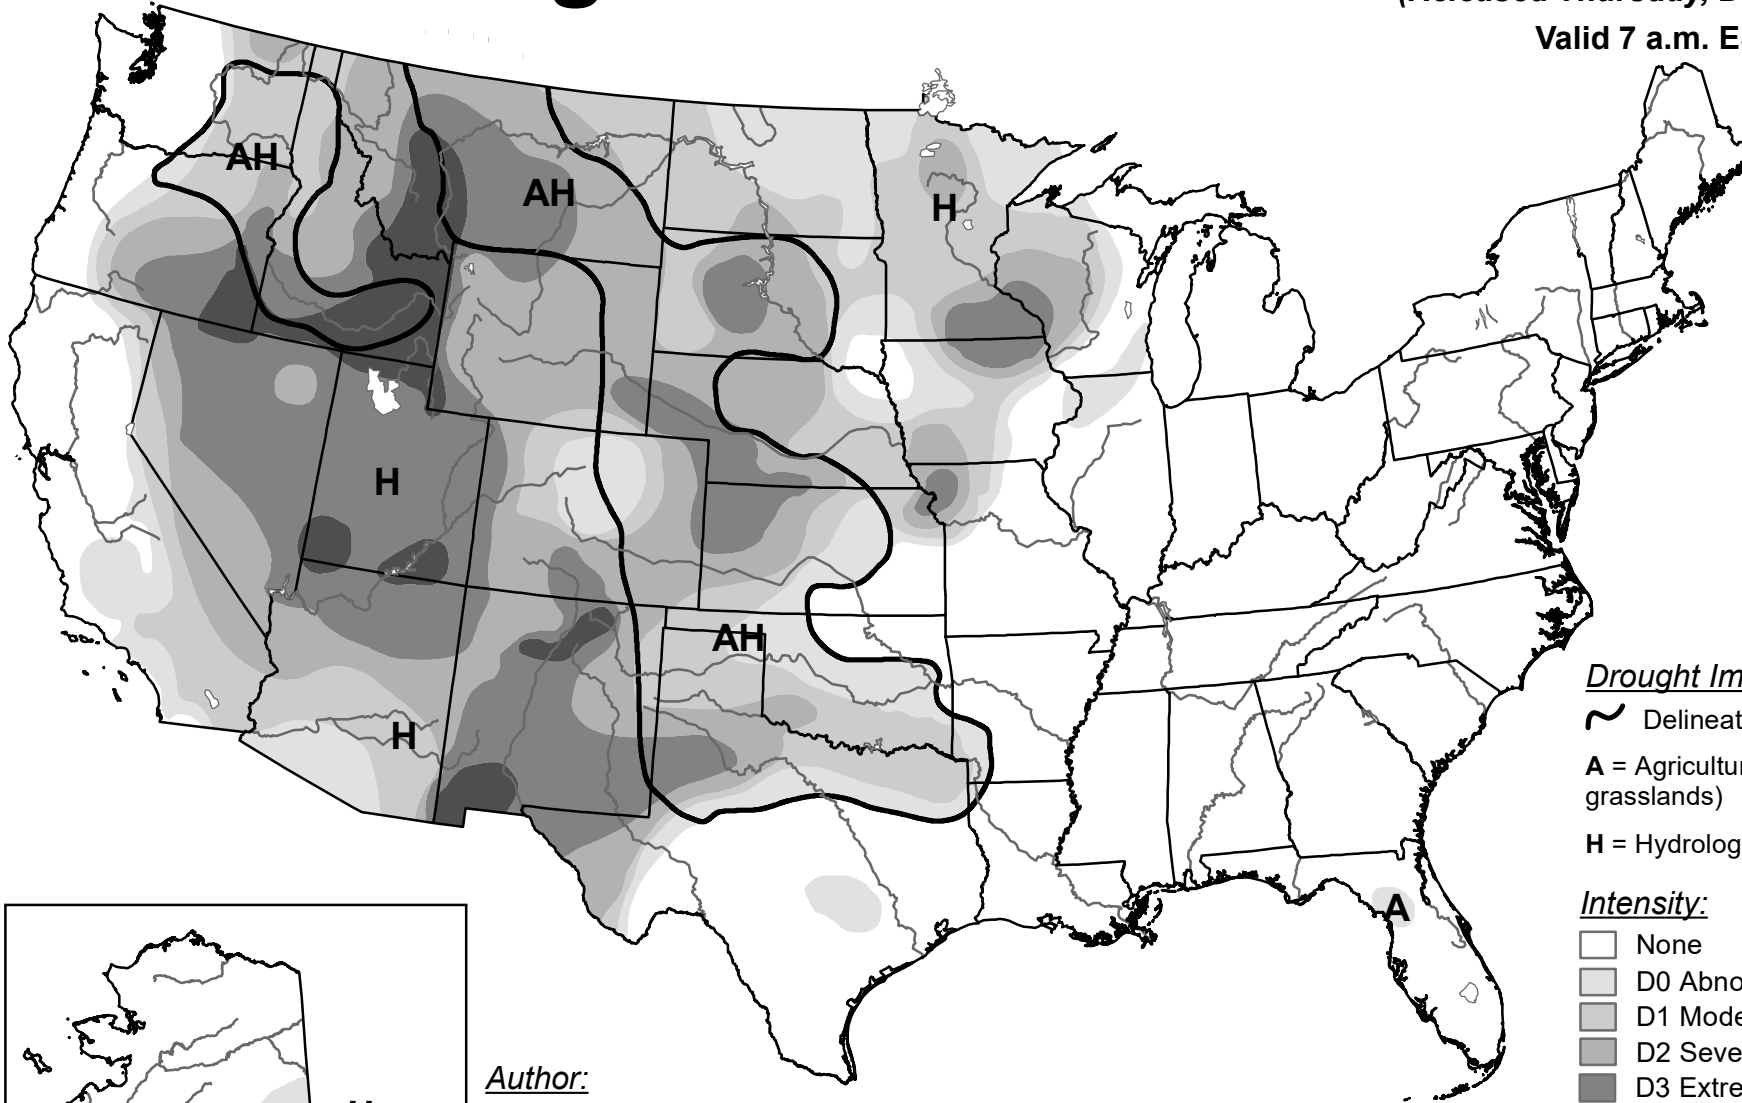 Valid 7 a.m.
AH
AH
H
H
AH
H
A
Drought
Delineat
A = Agricultur
grasslands)
H = Hydrolog
Intensity:
None
D0 Abno
D1 Mode
D2 Seve
D3 Extre
Author: